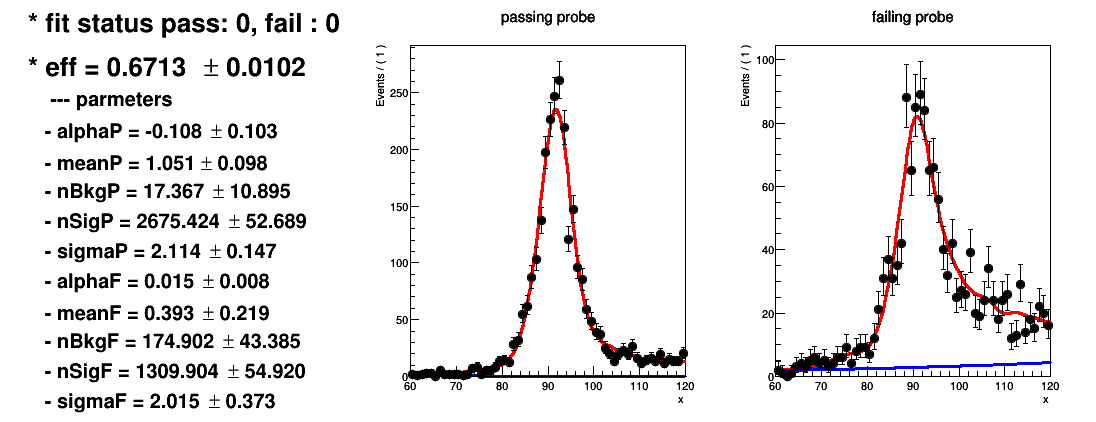 * fit status pass: 0, fail : 0
* eff = 0.6713 ± 0.0102
--- parmeters
- alphaP = -0.108 ± 0.103
- meanP = 1.051 ± 0.098
- nBkgP = 17.367 ± 10.895
- nSigP = 2675.424 ± 52.689
- sigmaP = 2.114 ± 0.147
- alphaF = 0.015 ± 0.008
- meanF = 0.393 ± 0.219
- nBkgF = 174.902 ± 43.385
- nSigF = 1309.904 ± 54.920
- sigmaF = 2.015 ± 0.373
passing probe
Events / ( 1 )
250
200
150
100
50
0
60 70 80 90 100 110 120
x
failing probe
Events / ( 1 )
100
80
60
40
20
0
60 70 80 90 100 110 120
x